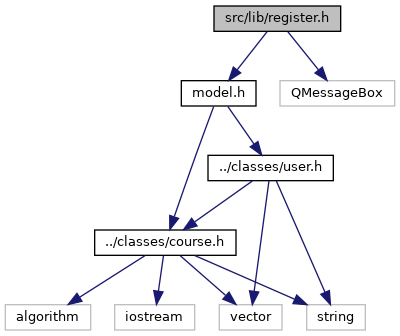 src/lib/register.h
model.h
QMessageBox
../classes/user.h
../classes/course.h
algorithm
iostream
vector
string